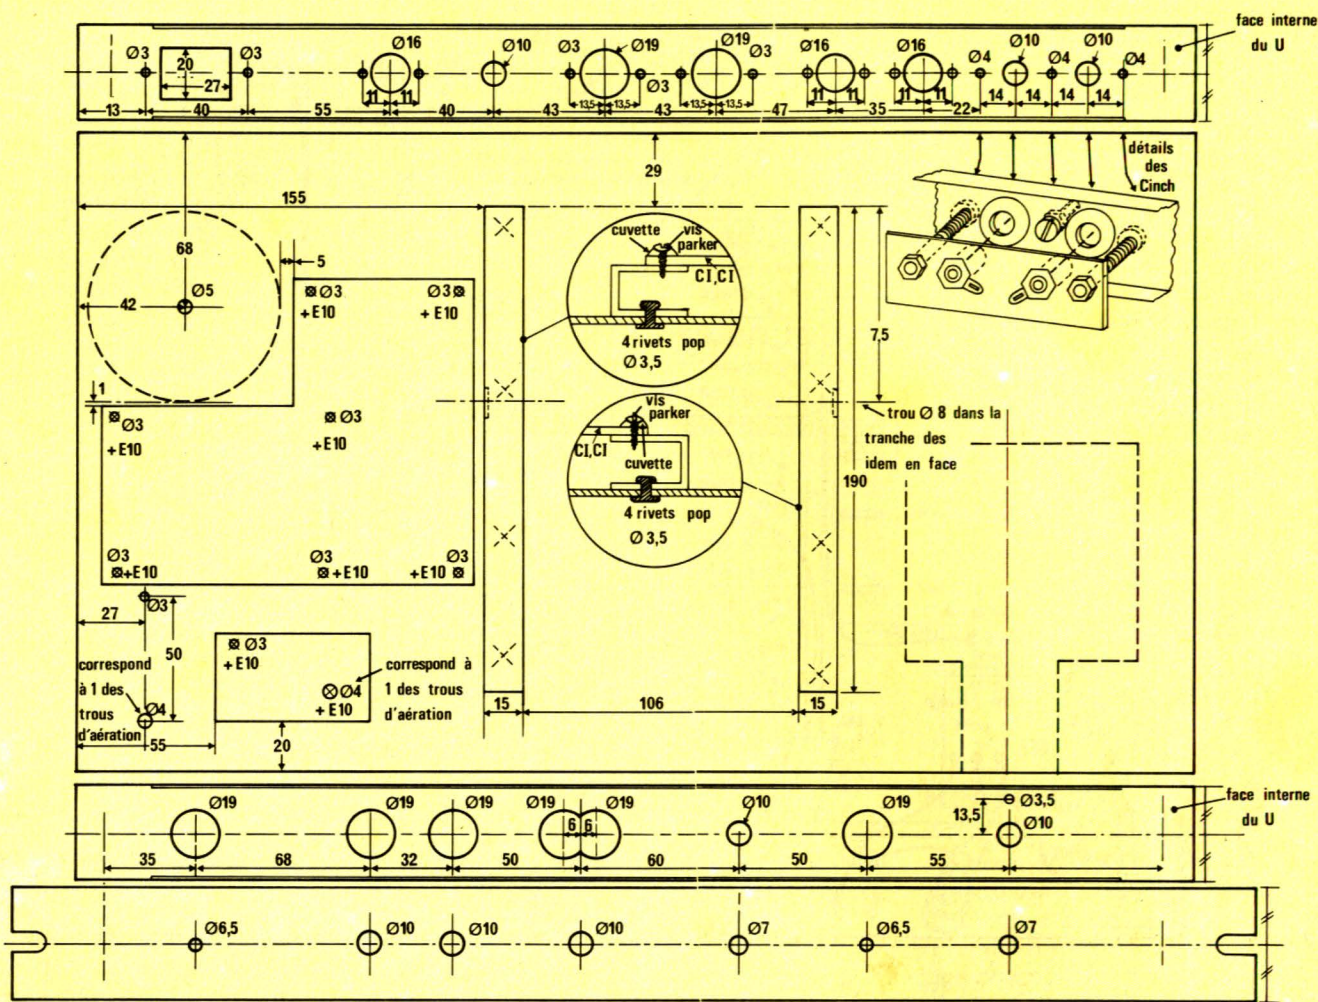 face interne
du U
Ø3
20
27
Ø3
Ø16
Ø10
Ø3
Ø19
Ø3
Ø19
Ø3
Ø16
Ø16
Ø4
Ø10
Ø4
Ø10
Ø4
11
11
13,5
13,5
13,5
13,5
11
11
11
11
14
14
14
14
13
40
55
40
43
43
47
35
22
détails
des
Cinch
29
155
68
5
42
Ø5
1
Ø3
+ E10
Ø3
+ E10
Ø3
+E10
Ø3
+E10
Ø3
+E10
Ø3
+E10
Ø3
+E10
cuvette
vis
parker
CI,CI
4 rivets pop
Ø 3,5
vis
parker
CI,CI
cuvette
4 rivets pop
Ø 3,5
7,5
trou Ø 8 dans la
tranche des
idem en face
190
27
Ø3
50
correspond
à 1 des
trous
d'aération
Ø4
55
Ø3
+ E10
Ø4
+ E10
correspond à
1 des trous
d'aération
20
15
106
15
face interne
du U
Ø19
Ø19
Ø19
Ø19
Ø19
6
6
Ø10
Ø19
13,5
Ø3,5
Ø10
35
68
32
50
60
50
55
Ø6,5
Ø10
Ø10
Ø10
Ø7
Ø6,5
Ø7